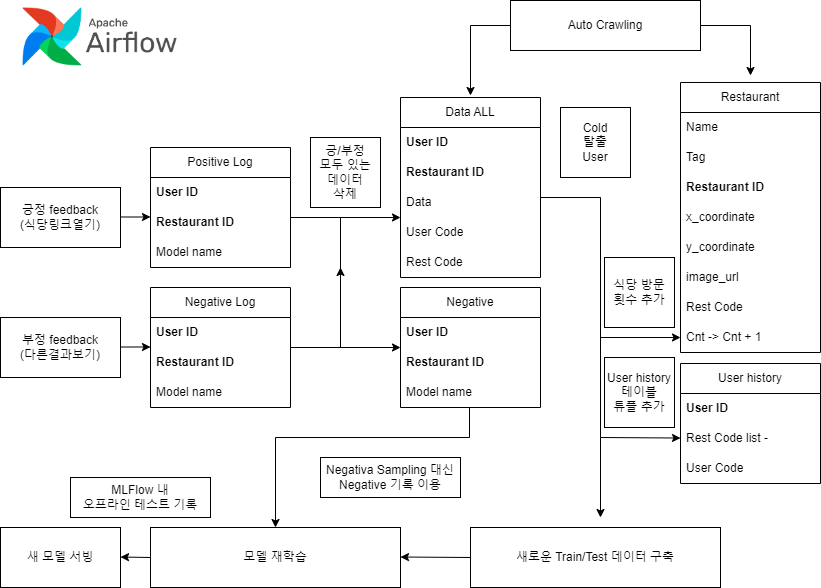 Apache
Airflow
Auto Crawling
Data ALL
User ID
Restaurant ID
Data
User Code
Rest Code
Cold
탈출
User
Restaurant
Name
Tag
Restaurant ID
x_coordinate
y_coordinate
image_url
Rest Code
Cnt -> Cnt + 1
긍정 feedback
(식당링크열기)
Positive Log
User ID
Restaurant ID
Model name
긍/부정
모두 있는
데이터
삭제
식당 방문
횟수 추가
부정 feedback
(다른결과보기)
Negative Log
User ID
Restaurant ID
Model name
Negative
User ID
Restaurant ID
Model name
User history
테이블
튜플 추가
User history
User ID
Rest Code list -
User Code
Negativa Sampling 대신
Negative 기록 이용
MLFlow 내
오프라인 테스트 기록
새 모델 서빙
모델 재학습
새로운 Train/Test 데이터 구축